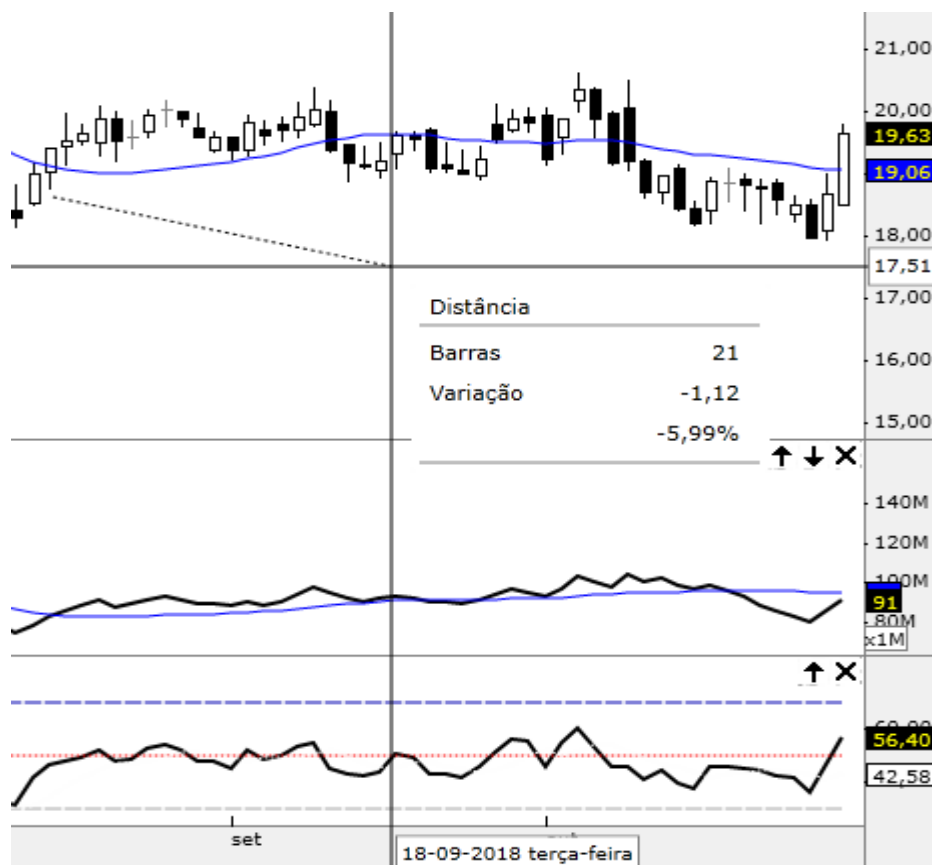 21,00
20,00
19,63
19,06
18,00
17,51
17,00
16,00
15,00
Distância
Barras 21
Variação -1,12
-5,99%
140M
120M
100M
91
80M
x1M
56,40
42,58
set
18-09-2018 terça-feira